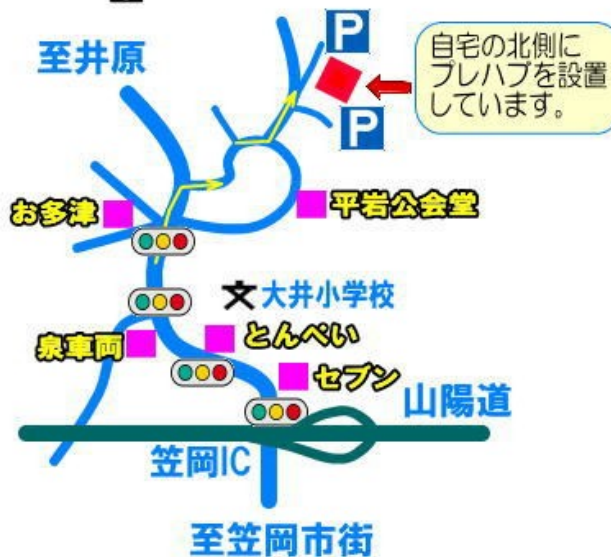 P
至井原
自宅の北側に
プレハブを設置
しています。
P
お多津
平岩公会堂
文大井小学校
泉車両
とんぺい
セブン
山陽道
笠岡IC
至笠岡市街